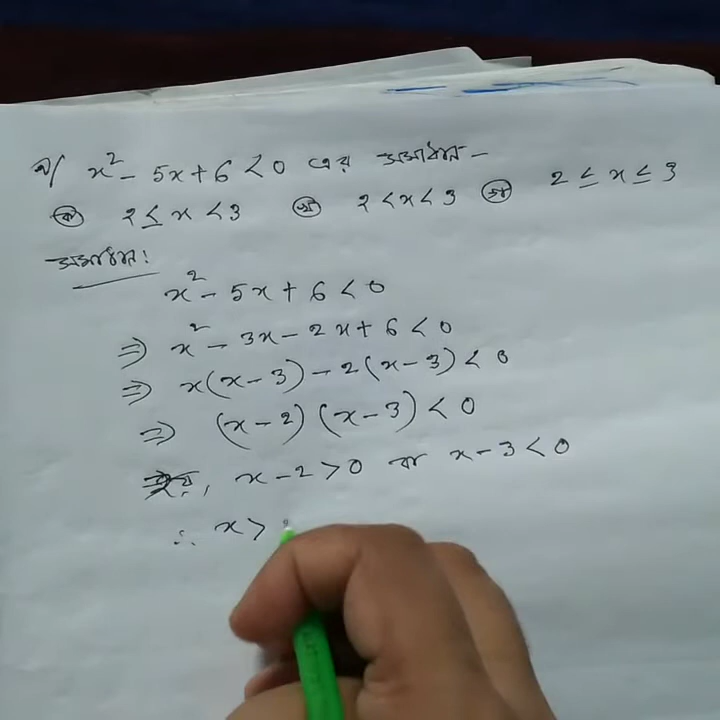 x² - 5x + 6 < 0 এর সমাধান -
ক 2 ≤ x < 3 খ 2 < x < 3 গ 2 ≤ x ≤ 3
সমাধান:
x² - 5x + 6 < 0
⇒ x² - 3x - 2x + 6 < 0
⇒ x(x - 3) - 2(x - 3) < 0
⇒ (x - 2) (x - 3) < 0
x - 2 > 0 বা x - 3 < 0
∴ x >